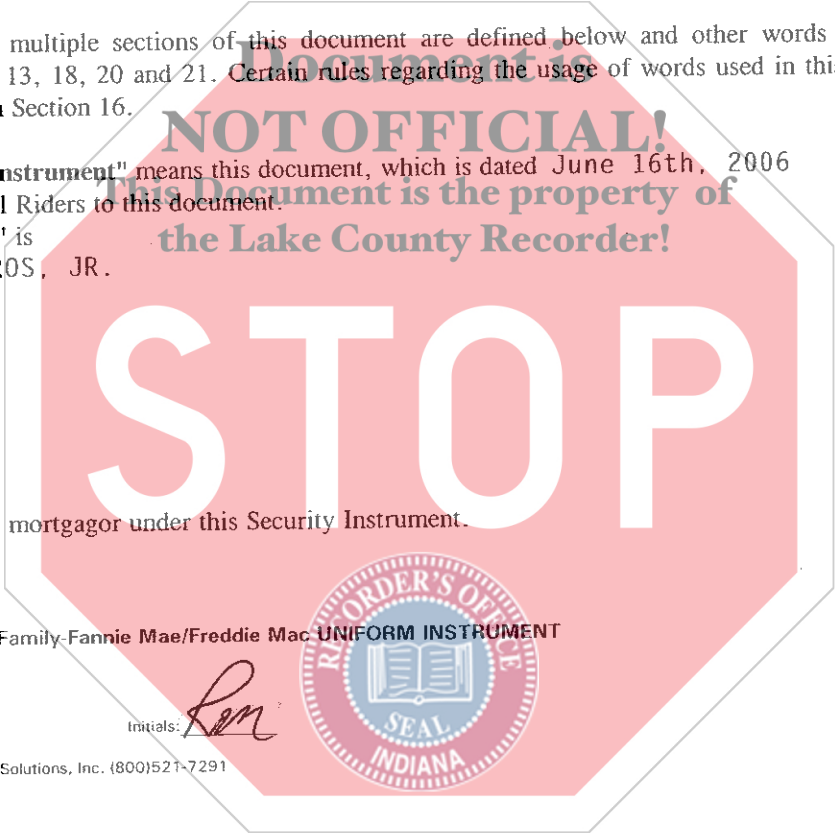 multiple sections of this document are defined below and other words
Document is
13, 18, 20 and 21. Certain rules regarding the usage of words used in this
Section 16.
NOT OFFICIAL!
nstrument" means this document, which is dated June 16th, 2006
This Document is the property of
l Riders to this document.
" is
the Lake County Recorder!
ROS, JR.
STOP
mortgagor under this Security Instrument.
RECORDER'S OFFICE
Family-Fannie Mae/Freddie Mac UNIFORM INSTRUMENT
SEAL
Initials:
INDIANA
Solutions, Inc. (800)521-7291